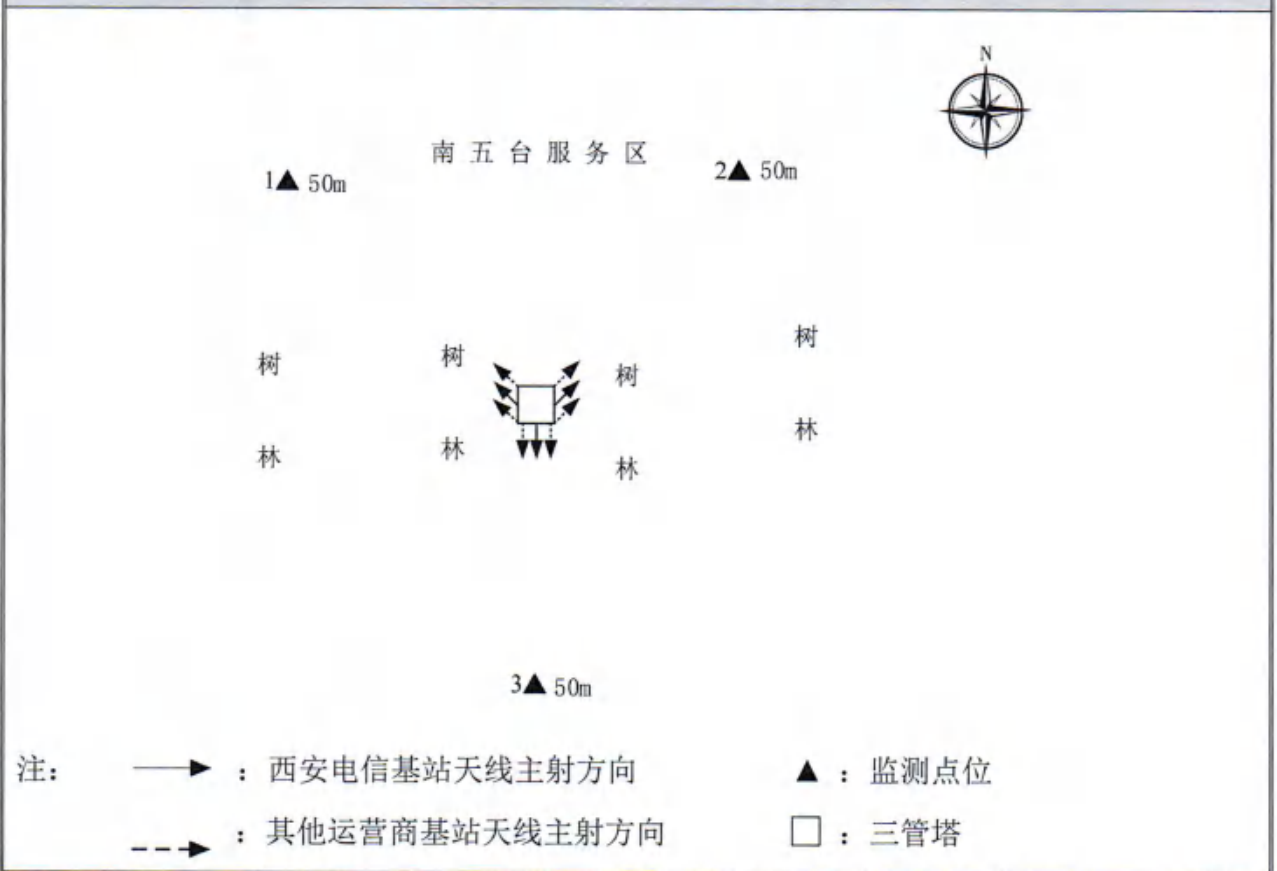 N
南五台服务区
1▲ 50m
2▲ 50m
树 树 树 树
林 林 林 林
3▲ 50m
注： ：西安电信基站天线主射方向 ▲：监测点位
：其他运营商基站天线主射方向 □：三管塔